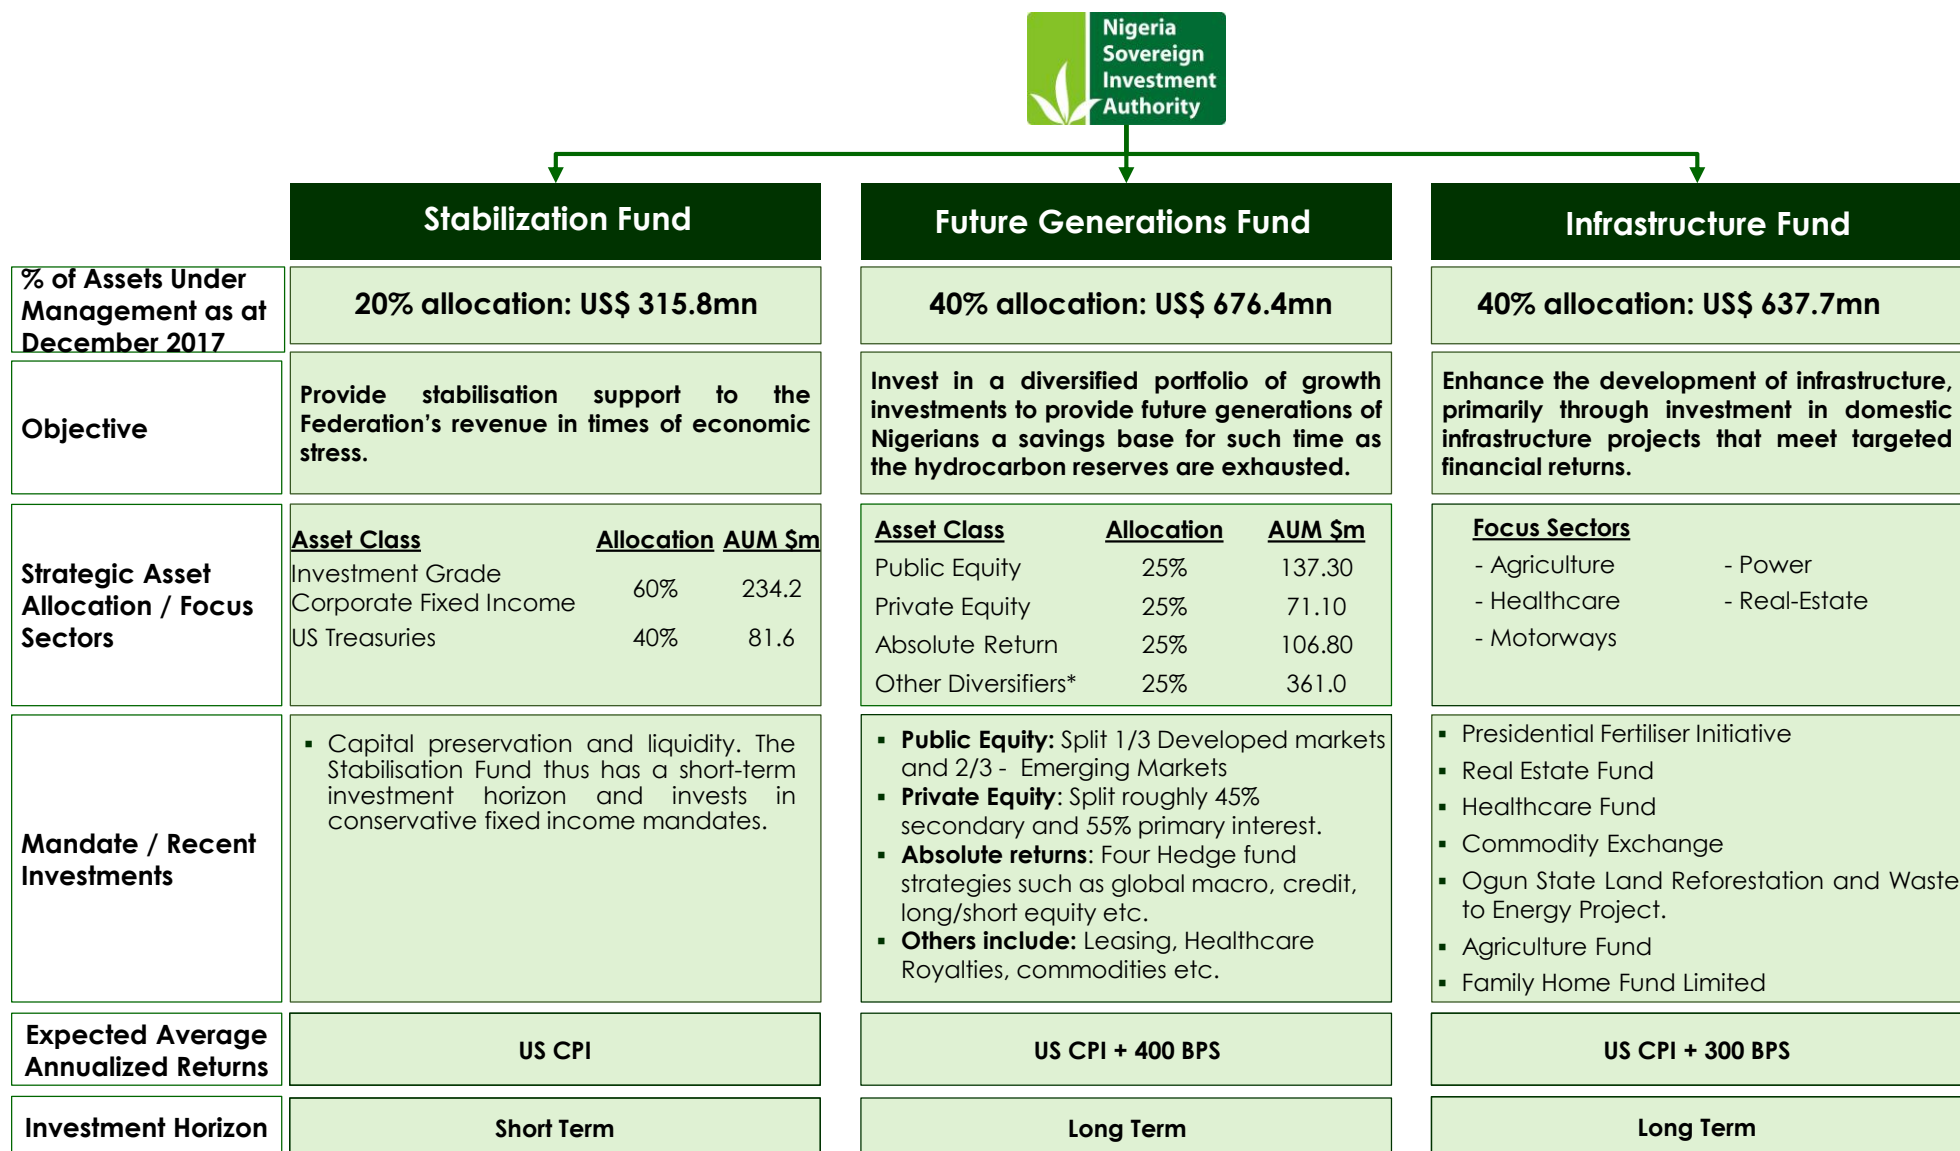 Nigeria
Sovereign
Investment
Authority
Stabilization Fund
Future Generations Fund
Infrastructure Fund
% of Assets Under
Management as at
December 2017
20% allocation: US$ 315.8mn
40% allocation: US$ 676.4mn
40% allocation: US$ 637.7mn
Objective
Provide stabilisation support to the
Federation's revenue in times of economic
stress.
Invest in a diversified portfolio of growth
investments to provide future generations of
Nigerians a savings base for such time as
the hydrocarbon reserves are exhausted.
Enhance the development of infrastructure,
primarily through investment in domestic
infrastructure projects that meet targeted
financial returns.
Strategic Asset
Allocation / Focus
Sectors
Asset Class Allocation AUM $m
Investment Grade
Corporate Fixed Income 60% 234.2
US Treasuries 40% 81.6
Asset Class Allocation AUM $m
Public Equity 25% 137.30
Private Equity 25% 71.10
Absolute Return 25% 106.80
Other Diversifiers* 25% 361.0
Focus Sectors
- Agriculture - Power
- Healthcare - Real-Estate
- Motorways
Mandate / Recent
Investments
▪ Capital preservation and liquidity. The
Stabilisation Fund thus has a short-term
investment horizon and invests in
conservative fixed income mandates.
▪ Public Equity: Split 1/3 Developed markets
and 2/3 - Emerging Markets
▪ Private Equity: Split roughly 45%
secondary and 55% primary interest.
▪ Absolute returns: Four Hedge fund
strategies such as global macro, credit,
long/short equity etc.
▪ Others include: Leasing, Healthcare
Royalties, commodities etc.
▪ Presidential Fertiliser Initiative
▪ Real Estate Fund
▪ Healthcare Fund
▪ Commodity Exchange
▪ Ogun State Land Reforestation and Waste
to Energy Project.
▪ Agriculture Fund
▪ Family Home Fund Limited
Expected Average
Annualized Returns
US CPI
US CPI + 400 BPS
US CPI + 300 BPS
Investment Horizon
Short Term
Long Term
Long Term